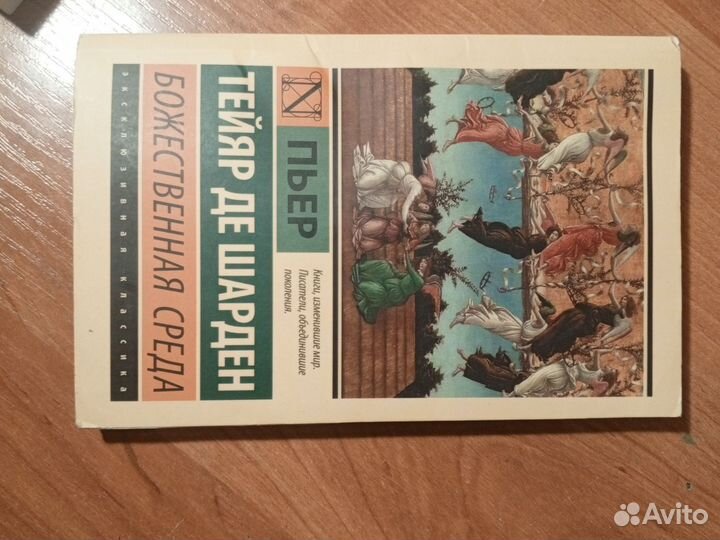 Книги, изменившие мир.
Писатели, объединившие
поколения.
ПЬЕР
ТЕЙЯР ДЕ ШАРДЕН
БОЖЕСТВЕННАЯ СРЕДА
ЭКСКЛЮЗИВНАЯ КЛАССИКА
Avito